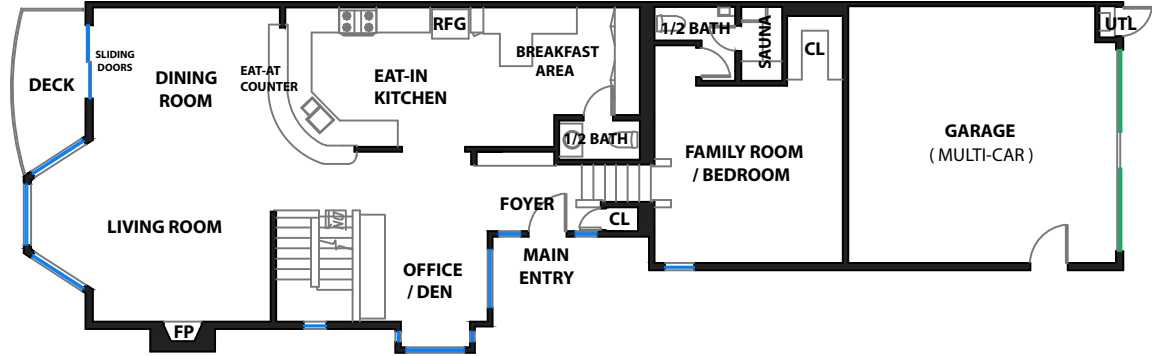 RFG
1/2 BATH
SAUNA
CL
UTL
SLIDING
DOORS
DECK
DINING
ROOM
EAT-AT
COUNTER
EAT-IN
KITCHEN
BREAKFAST
AREA
1/2 BATH
FAMILY ROOM
/ BEDROOM
GARAGE
( MULTI-CAR )
LIVING ROOM
DN
FOYER
CL
MAIN
ENTRY
OFFICE
/ DEN
FP